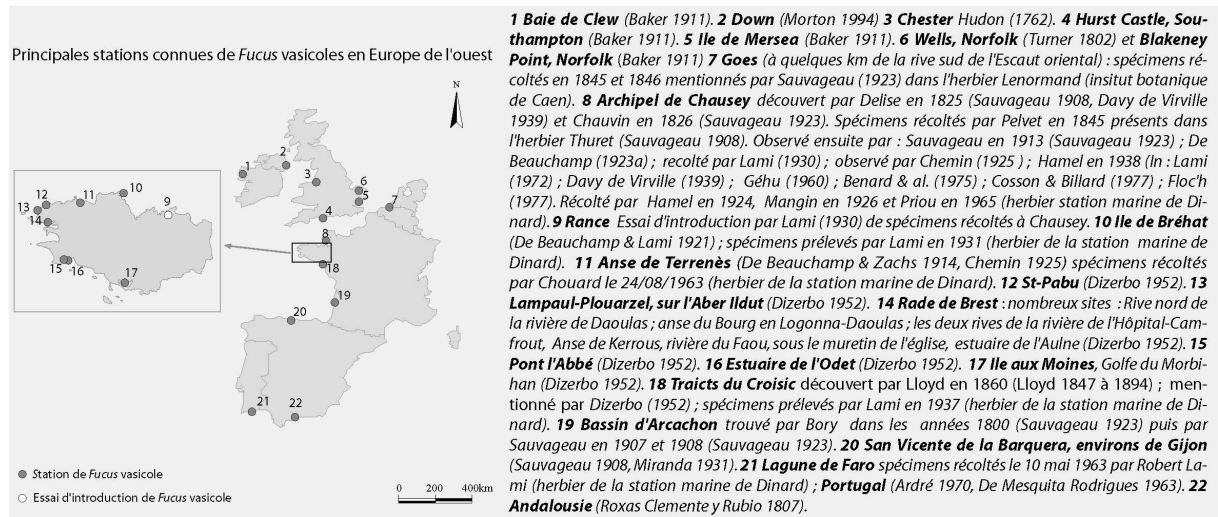 Principales stations connues de Fucus vasicoles en Europe de l'ouest
N
1
2
3
4
5
6
7
8
9
10
11
12
13
14
15
16
17
18
19
20
21
22
Station de Fucus vasicole
Essai d'introduction de Fucus vasicole
0 200 400km
1 Baie de Clew (Baker 1911). 2 Down (Morton 1994) 3 Chester Hudon (1762). 4 Hurst Castle, Sou-
thampton (Baker 1911). 5 Ile de Mersea (Baker 1911). 6 Wells, Norfolk (Turner 1802) et Blakeney
Point, Norfolk (Baker 1911) 7 Goes (à quelques km de la rive sud de l'Escaut oriental) : spécimens ré-
coltés en 1845 et 1846 mentionnés par Sauvageau (1923) dans l'herbier Lenormand (insitut botanique
de Caen). 8 Archipel de Chausey découvert par Delise en 1825 (Sauvageau 1908, Davy de Virville
1939) et Chauvin en 1826 (Sauvageau 1923). Spécimens récoltés par Pelvet en 1845 présents dans
l'herbier Thuret (Sauvageau 1908). Observé ensuite par : Sauvageau en 1913 (Sauvageau 1923) ; De
Beauchamp (1923a) ; recolté par Lami (1930) ; observé par Chemin (1925 ) ; Hamel en 1938 (In : Lami
(1972) ; Davy de Virville (1939) ; Géhu (1960) ; Benard & al. (1975) ; Cosson & Billard (1977) ; Floc'h
(1977). Récolté par Hamel en 1924, Mangin en 1926 et Priou en 1965 (herbier station marine de Di-
nard). 9 Rance Essai d'introduction par Lami (1930) de spécimens récoltés à Chausey. 10 Ile de Bréhat
(De Beauchamp & Lami 1921) ; spécimens prélevés par Lami en 1931 (herbier de la station marine de
Dinard). 11 Anse de Terrenès (De Beauchamp & Zachs 1914, Chemin 1925) spécimens récoltés
par Chouard le 24/08/1963 (herbier de la station marine de Dinard). 12 St-Pabu (Dizerbo 1952). 13
Lampaul-Plouarzel, sur l'Aber Ildut (Dizerbo 1952). 14 Rade de Brest : nombreux sites : Rive nord de
la rivière de Daoulas ; anse du Bourg en Logonna-Daoulas ; les deux rives de la rivière de l'Hôpital-Cam-
frout, Anse de Kerrous, rivière du Faou, sous le muretin de l'église, estuaire de l'Aulne (Dizerbo 1952). 15
Pont l'Abbé (Dizerbo 1952). 16 Estuaire de l'Odet (Dizerbo 1952). 17 Ile aux Moines, Golfe du Morbi-
han (Dizerbo 1952). 18 Traicts du Croisic découvert par Lloyd en 1860 (Lloyd 1847 à 1894) ; men-
tionné par Dizerbo (1952) ; spécimens prélevés par Lami en 1937 (herbier de la station marine de Di-
nard). 19 Bassin d'Arcachon trouvé par Bory dans les années 1800 (Sauvageau 1923) puis par
Sauvageau en 1907 et 1908 (Sauvageau 1923). 20 San Vicente de la Barquera, environs de Gijon
(Sauvageau 1908, Miranda 1931). 21 Lagune de Faro spécimens récoltés le 10 mai 1963 par Robert La-
mi (herbier de la station marine de Dinard) ; Portugal (Ardré 1970, De Mesquita Rodrigues 1963). 22
Andalousie (Roxas Clemente y Rubio 1807).